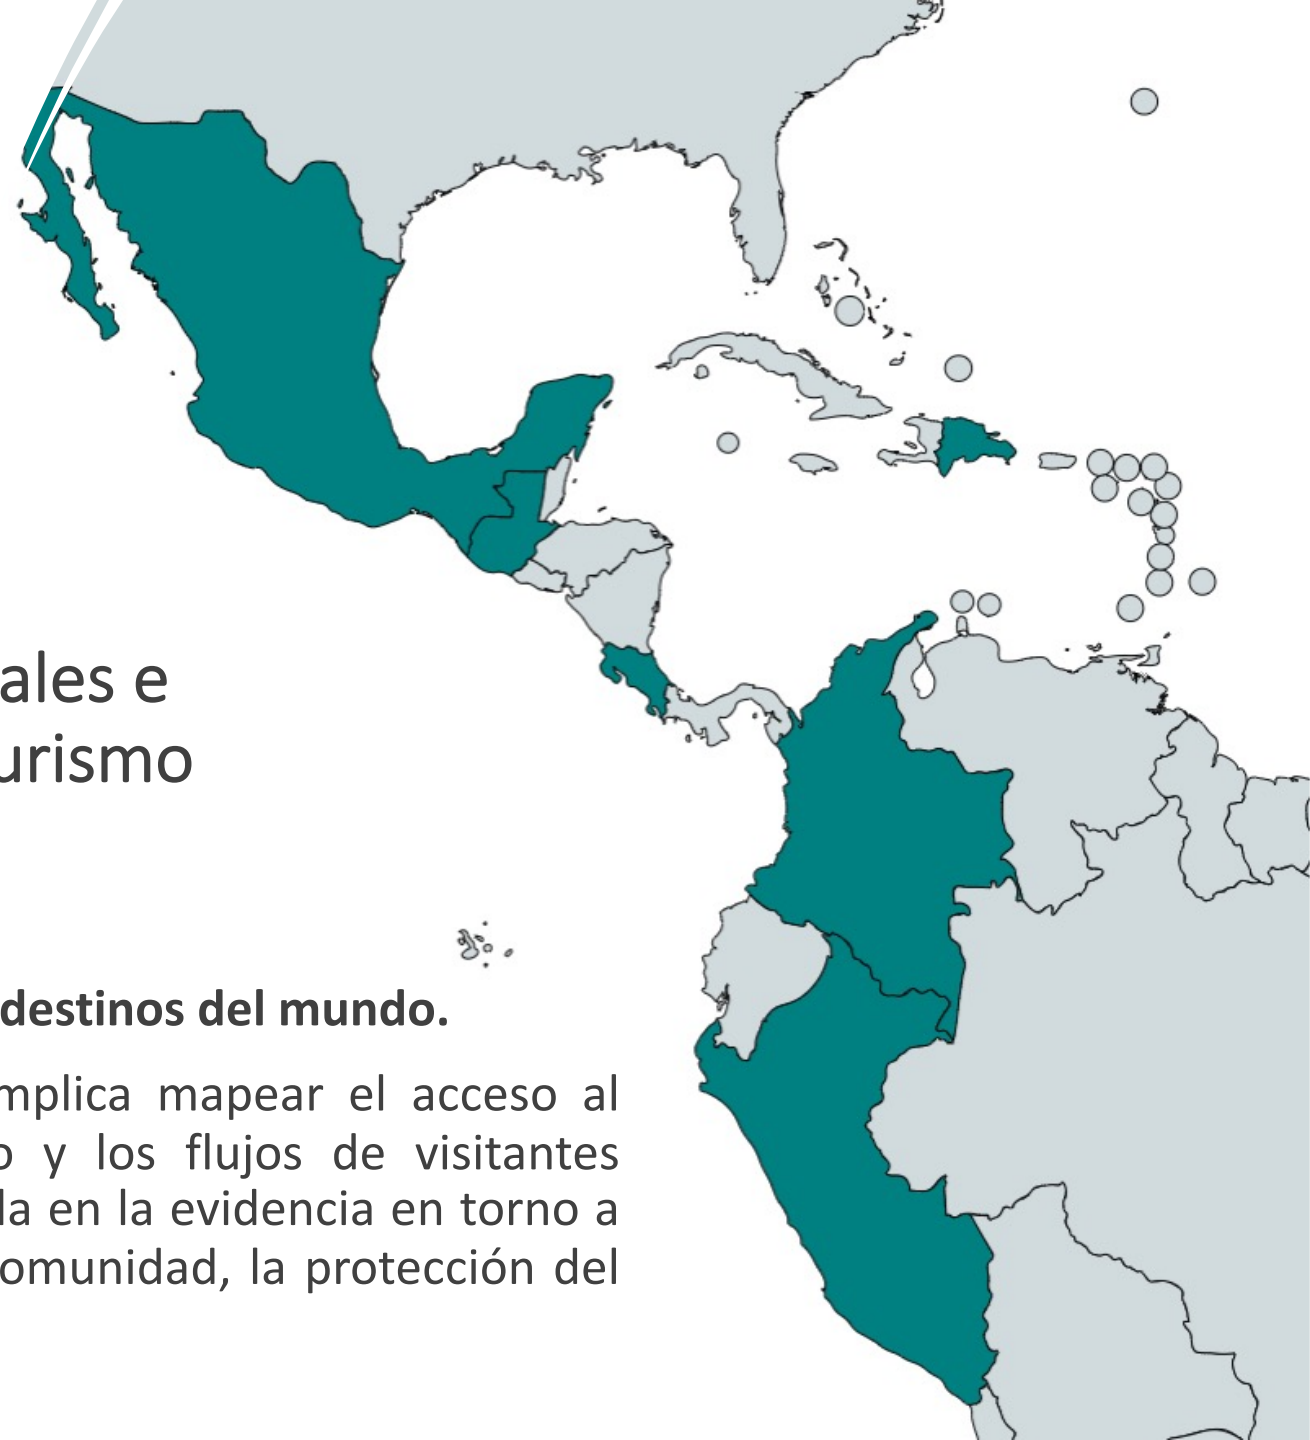 ales e
urismo
destinos del mundo.
mplica mapear el acceso al
o y los flujos de visitantes
da en la evidencia en torno a
omunidad, la protección del